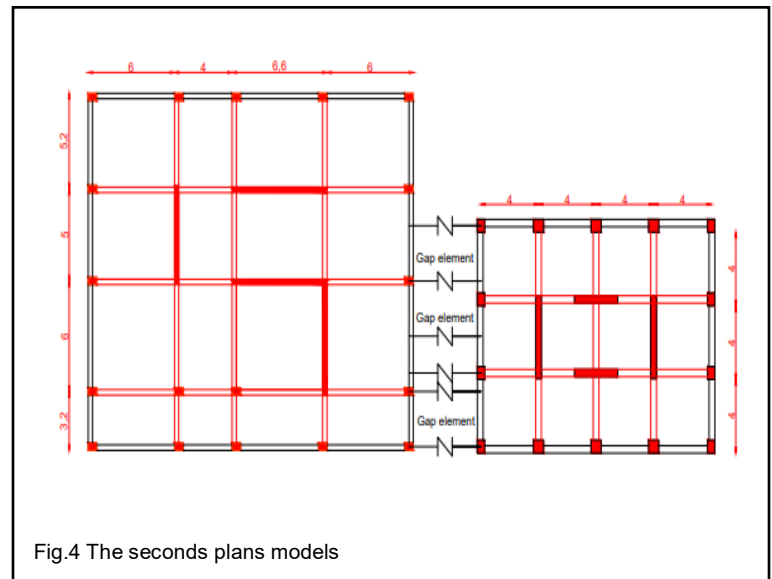 6 4 6,6 6
5,2
5
6
3,2
4 4 4 4
4
4
4
Gap element
Gap element
Gap element
Fig.4 The seconds plans models